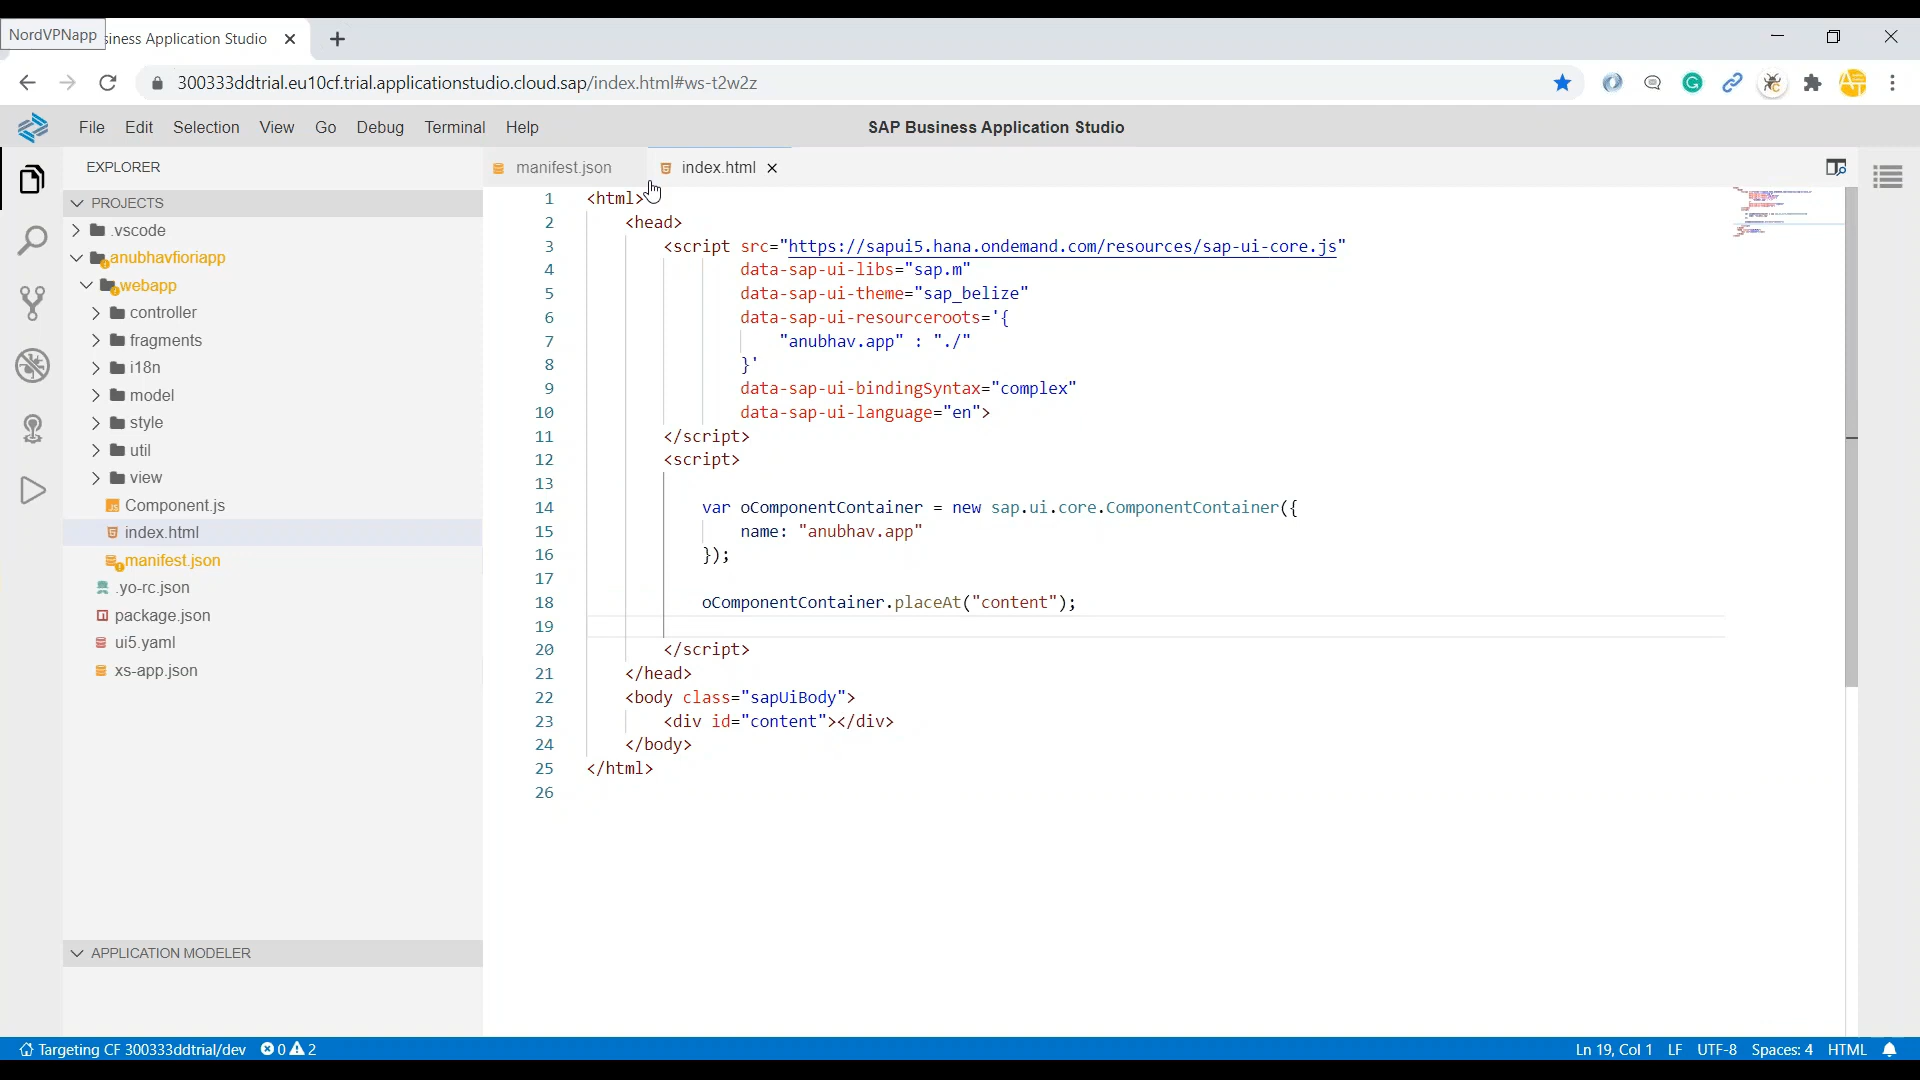 NordVPNapp
siness Application Studio
300333ddtrial.eu10cf.trial.applicationstudio.cloud.sap/index.html#ws-t2w2z
File Edit Selection View Go Debug Terminal Help
SAP Business Application Studio
EXPLORER
PROJECTS
.vscode
anubhavfioriapp
webapp
controller
fragments
i18n
model
style
util
view
Component.js
index.html
manifest.json
.yo-rc.json
package.json
ui5.yaml
xs-app.json
APPLICATION MODELER
manifest.json
index.html
1 <html>
2 <head>
3 <script src="https://sapui5.hana.ondemand.com/resources/sap-ui-core.js"
4 data-sap-ui-libs="sap.m"
5 data-sap-ui-theme="sap_belize"
6 data-sap-ui-resourceroots='{
7 "anubhav.app" : "./"
8 }'
9 data-sap-ui-bindingSyntax="complex"
10 data-sap-ui-language="en">
11 </script>
12 <script>
13
14 var oComponentContainer = new sap.ui.core.ComponentContainer({
15 name: "anubhav.app"
16 });
17
18 oComponentContainer.placeAt("content");
19
20 </script>
21 </head>
22 <body class="sapUiBody">
23 <div id="content"></div>
24 </body>
25 </html>
26
Targeting CF 300333ddtrial/dev 0 2
Ln 19, Col 1 LF UTF-8 Spaces: 4 HTML